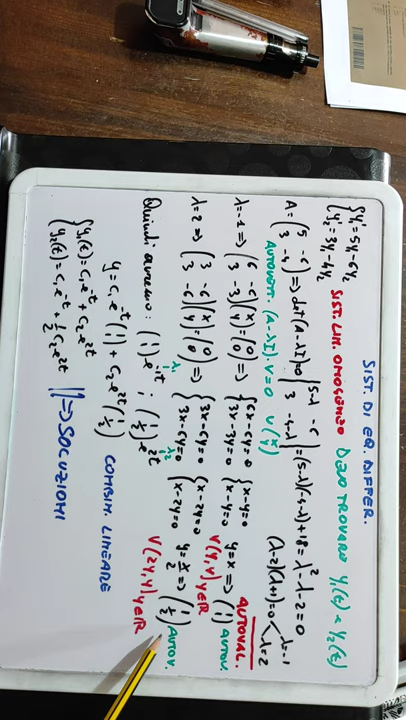 SIST. DI EQ. DIFFER.
{y₁' = 5y₁ - 6y₂ SIST. LIN. OMOGENEO DEVO TROVARE y₁(t) e y₂(t)
{y₂' = 3y₁ - 4y₂
A = (5 -6; 3 -4) => det(A-λI)=0 |5-λ -6; 3 -4-λ| = (5-λ)(-4-λ)+18 = λ²-λ-2=0
(λ-2)(λ+1)=0 λ=-1 λ=2
AUTOVETT. (A-λI)·v=0 v(x y) AUTOVAL.
λ=-1 => (6 -6; 3 -3)(x y)=(0 0) => {6x-6y=0 3x-3y=0 {x-y=0 x-y=0 y=x => (1 1) AUTOV.
v(y,y) y∈ℝ
λ=2 => (3 -6; 3 -6)(x y)=(0 0) => {3x-6y=0 3x-6y=0 {x-2y=0 x-2y=0 y=x/2 => (1 1/2) AUTOV.
v(2y,y) y∈ℝ
Quindi avremo: (1 1)e^-t ; (1 1/2)e^2t
λ₁ λ₂
y = c₁e^-t(1 1) + c₂e^2t(1 1/2) COMBIN. LINEARE
{y₁(t) = c₁e^-t + c₂e^2t
{y₂(t) = c₁e^-t + 1/2 c₂e^2t || => SOLUZIONI